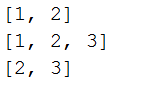 [1, 2]
[1, 2, 3]
[2, 3]